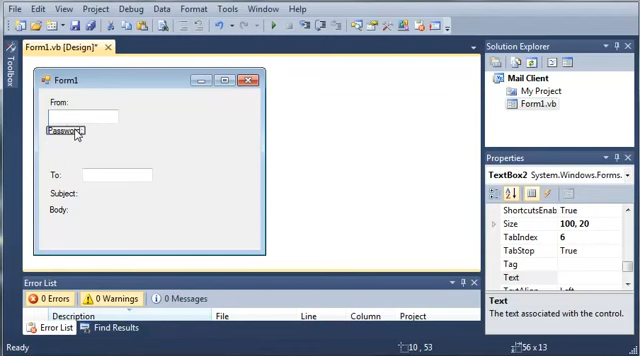 File Edit View Project Debug Data Format Tools Window Help
Form1.vb [Design]*
Solution Explorer
Toolbox
Form1
Mail Client
My Project
Form1.vb
From:
Password:
To:
Subject:
Body:
Properties
TextBox2 System.Windows.Forms.
ShortcutsEnab True
Size 100, 20
TabIndex 6
TabStop True
Tag
Text
TextAlign Left
Text
The text associated with the control.
Error List
0 Errors 0 Warnings 0 Messages
Description File Line Column Project
Error List Find Results
Ready 10 , 53 56 x 13